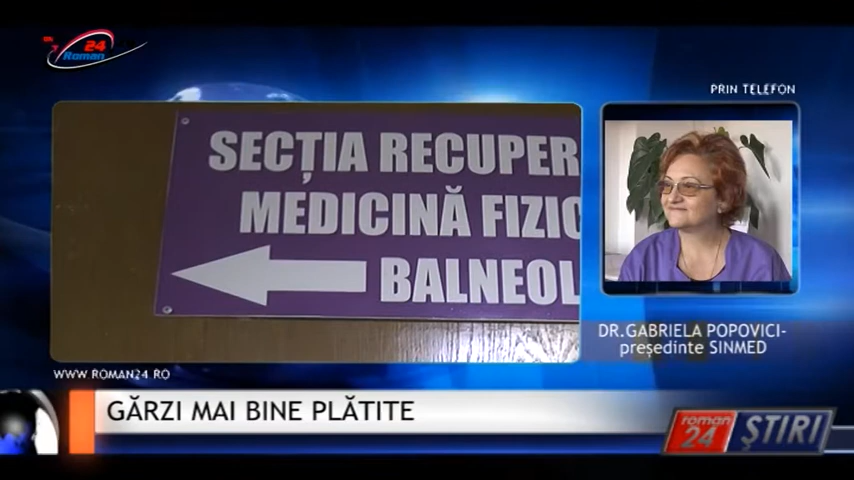 24
Roman
PRIN TELEFON
SECȚIA RECUPER
MEDICINĂ FIZIC
BALNEOL
DR.GABRIELA POPOVICI-
președinte SINMED
WWW.ROMAN24.RO
GĂRZI MAI BINE PLĂTITE
roman
24
ȘTIRI